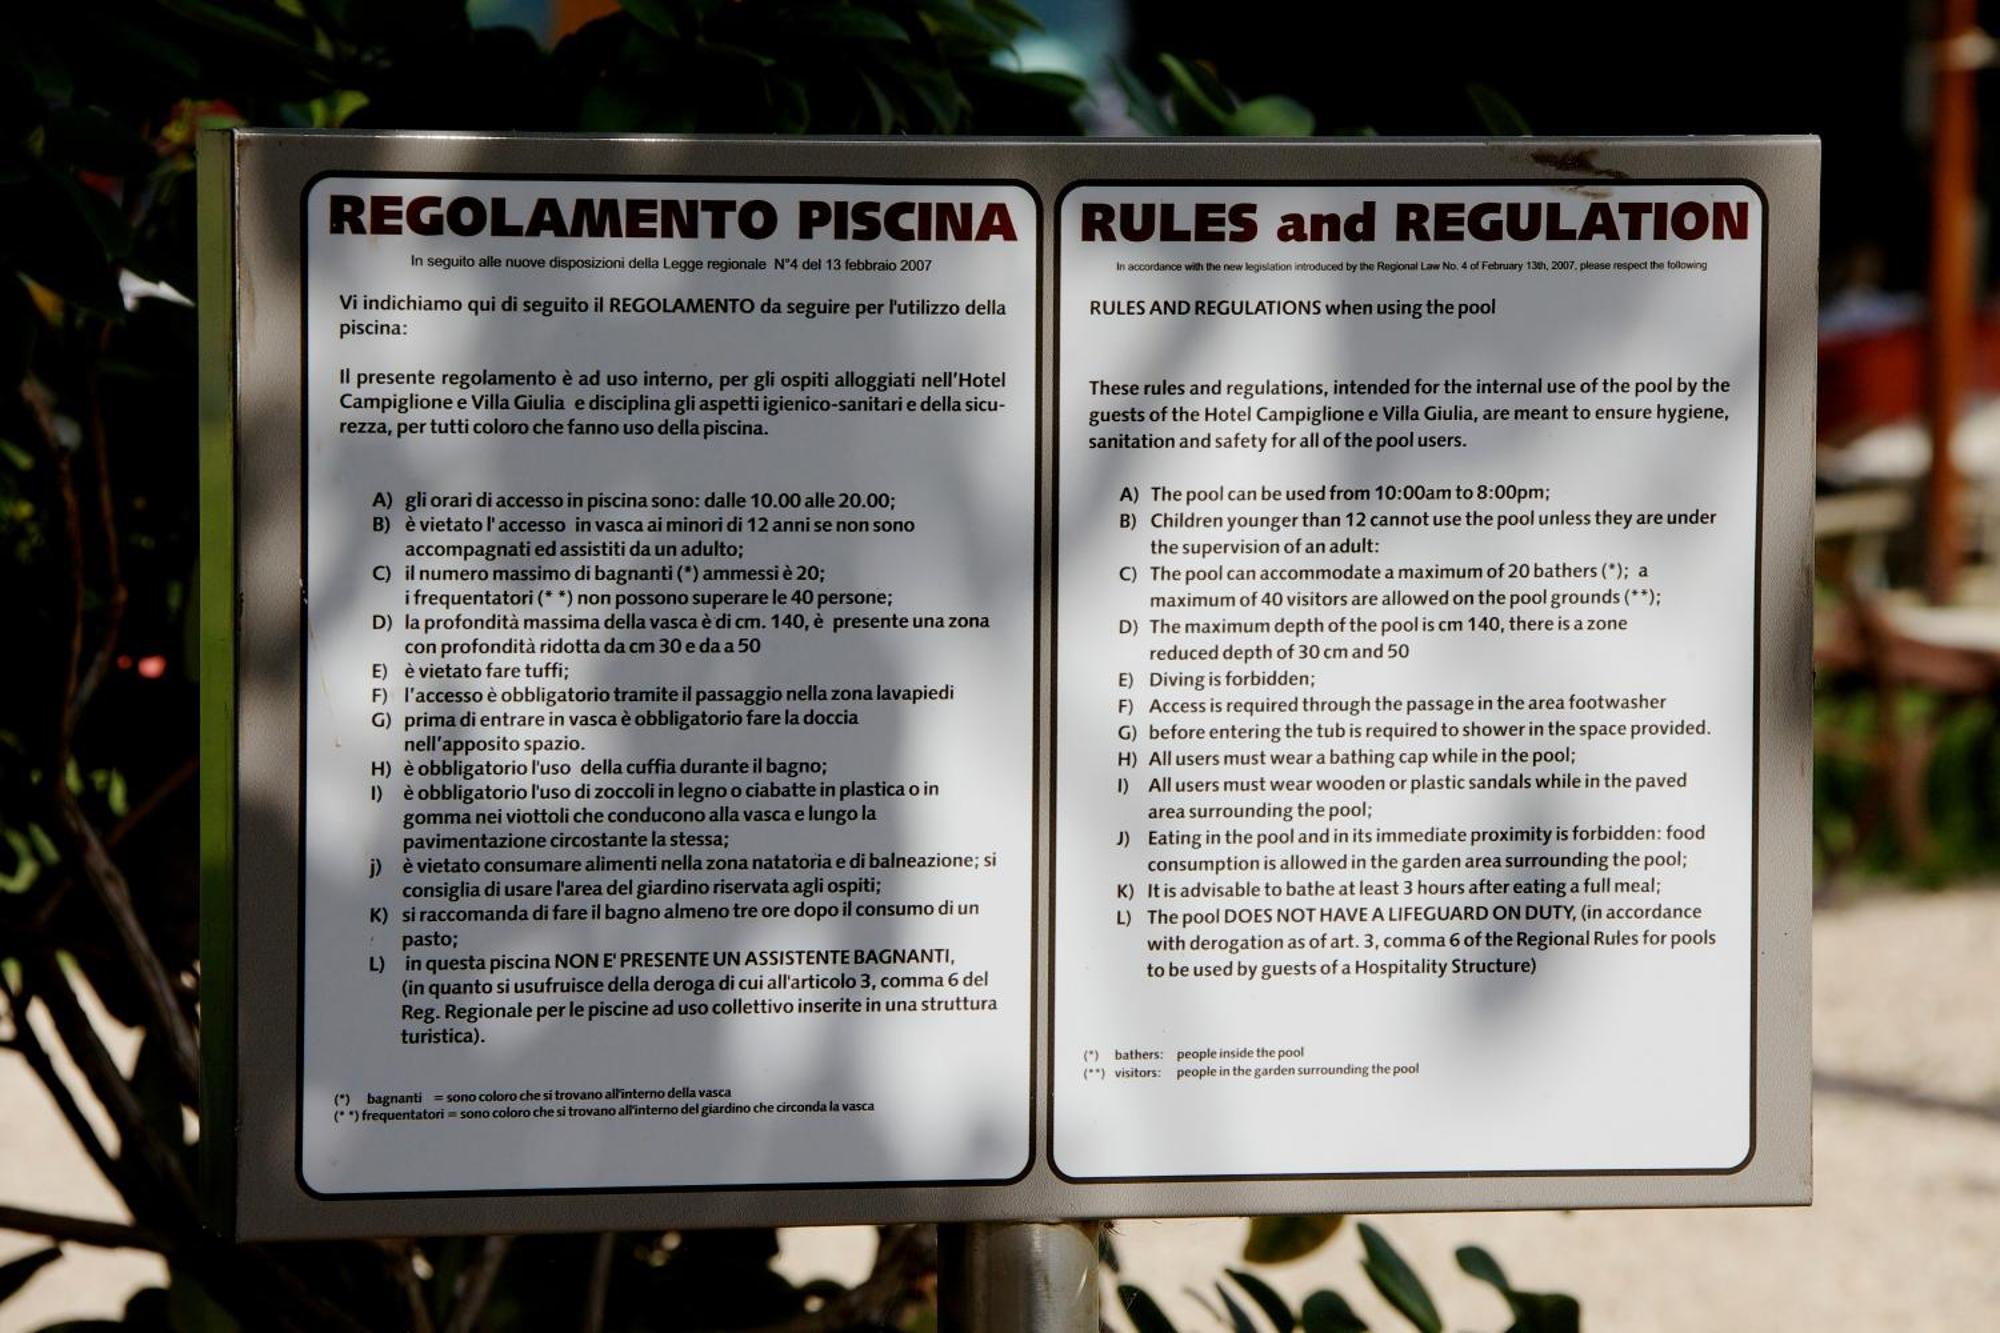 REGOLAMENTO PISCINA
In seguito alle nuove disposizioni della Legge regionale N°4 del 13 febbraio 2007
Vi indichiamo qui di seguito il REGOLAMENTO da seguire per l'utilizzo della
piscina:
Il presente regolamento è ad uso interno, per gli ospiti alloggiati nell'Hotel
Campiglione e Villa Giulia e disciplina gli aspetti igienico-sanitari e della sicu-
rezza, per tutti coloro che fanno uso della piscina.
A) gli orari di accesso in piscina sono: dalle 10.00 alle 20.00;
B) è vietato l' accesso in vasca ai minori di 12 anni se non sono
accompagnati ed assistiti da un adulto;
C) il numero massimo di bagnanti (*) ammessi è 20;
i frequentatori (* *) non possono superare le 40 persone;
D) la profondità massima della vasca è di cm. 140, è presente una zona
con profondità ridotta da cm 30 e da a 50
E) è vietato fare tuffi;
F) l'accesso è obbligatorio tramite il passaggio nella zona lavapiedi
G) prima di entrare in vasca è obbligatorio fare la doccia
nell'apposito spazio.
H) è obbligatorio l'uso della cuffia durante il bagno;
I) è obbligatorio l'uso di zoccoli in legno o ciabatte in plastica o in
gomma nei viottoli che conducono alla vasca e lungo la
pavimentazione circostante la stessa;
j) è vietato consumare alimenti nella zona natatoria e di balneazione; si
consiglia di usare l'area del giardino riservata agli ospiti;
K) si raccomanda di fare il bagno almeno tre ore dopo il consumo di un
pasto;
L) in questa piscina NON E' PRESENTE UN ASSISTENTE BAGNANTI,
(in quanto si usufruisce della deroga di cui all'articolo 3, comma 6 del
Reg. Regionale per le piscine ad uso collettivo inserite in una struttura
turistica).
(*) bagnanti = sono coloro che si trovano all'interno della vasca
(* *) frequentatori = sono coloro che si trovano all'interno del giardino che circonda la vasca
RULES and REGULATION
In accordance with the new legislation introduced by the Regional Law No. 4 of February 13th, 2007, please respect the following
RULES AND REGULATIONS when using the pool
These rules and regulations, intended for the internal use of the pool by the
guests of the Hotel Campiglione e Villa Giulia, are meant to ensure hygiene,
sanitation and safety for all of the pool users.
A) The pool can be used from 10:00am to 8:00pm;
B) Children younger than 12 cannot use the pool unless they are under
the supervision of an adult:
C) The pool can accommodate a maximum of 20 bathers (*); a
maximum of 40 visitors are allowed on the pool grounds (**);
D) The maximum depth of the pool is cm 140, there is a zone
reduced depth of 30 cm and 50
E) Diving is forbidden;
F) Access is required through the passage in the area footwasher
G) before entering the tub is required to shower in the space provided.
H) All users must wear a bathing cap while in the pool;
I) All users must wear wooden or plastic sandals while in the paved
area surrounding the pool;
J) Eating in the pool and in its immediate proximity is forbidden: food
consumption is allowed in the garden area surrounding the pool;
K) It is advisable to bathe at least 3 hours after eating a full meal;
L) The pool DOES NOT HAVE A LIFEGUARD ON DUTY, (in accordance
with derogation as of art. 3, comma 6 of the Regional Rules for pools
to be used by guests of a Hospitality Structure)
(*) bathers: people inside the pool
(**) visitors: people in the garden surrounding the pool